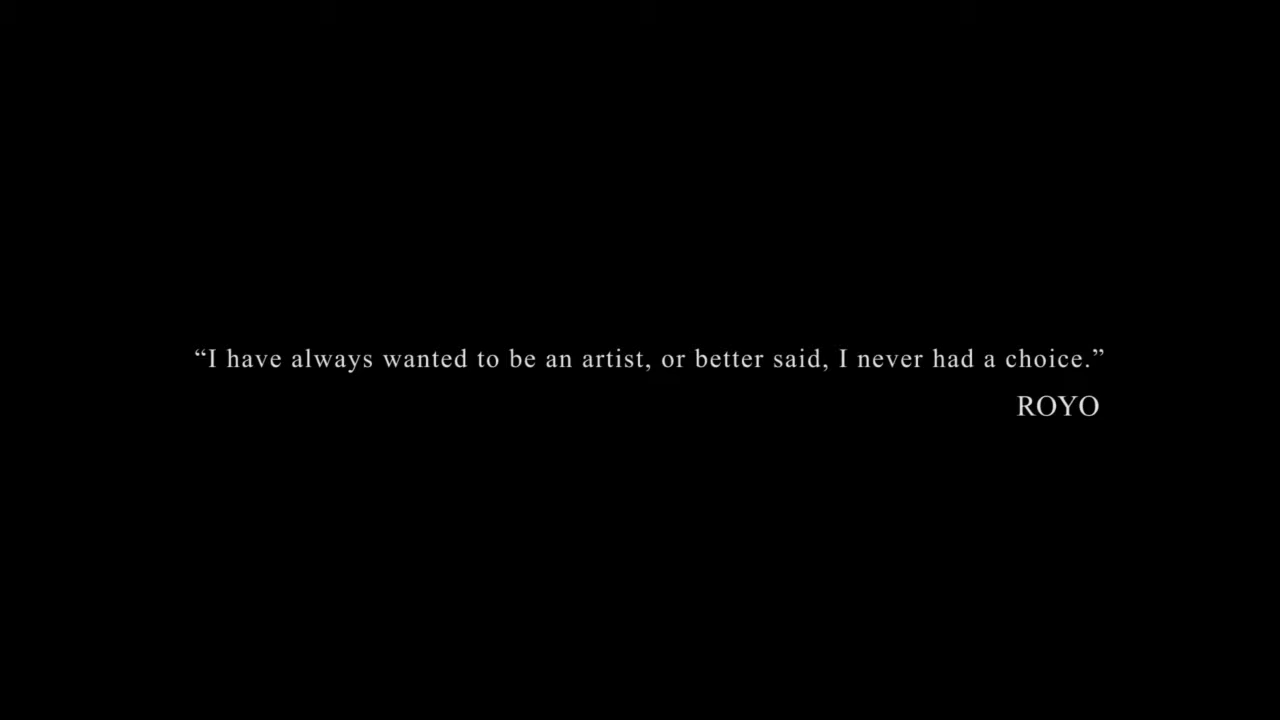 “I have always wanted to be an artist, or better said, I never had a choice.”
ROYO